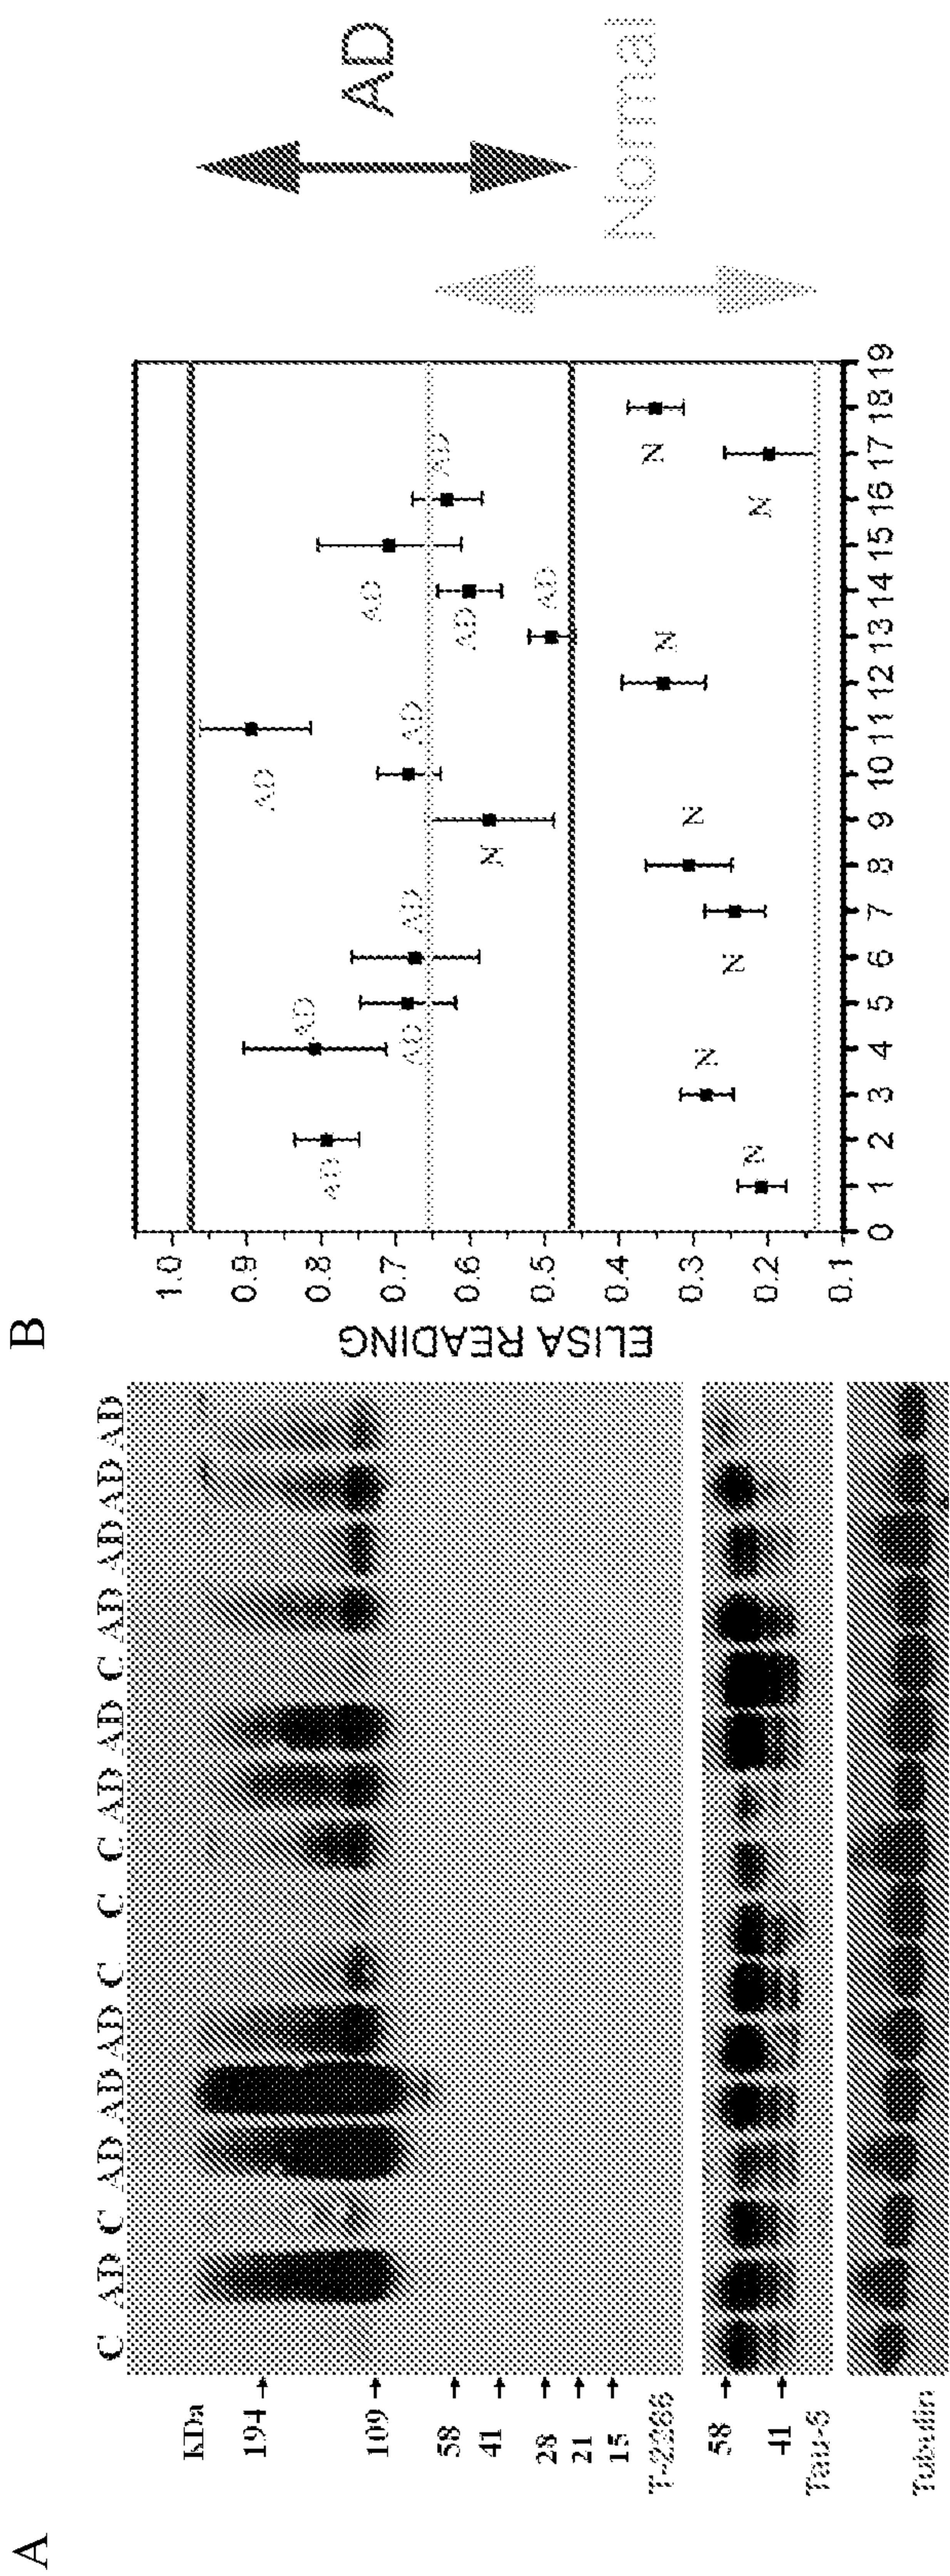 A
C AD C AD AD AD C C C AD AD C AD AD AD AD
KDa
194
109
58
41
28
21
15
T-2286
58
41
Tau-5
Tubulin
B
ELISA READING
1.0
0.9
0.8
0.7
0.6
0.5
0.4
0.3
0.2
0.1
0 1 2 3 4 5 6 7 8 9 10 11 12 13 14 15 16 17 18 19
N
AD
N
AD
AD
AD
N
N
N
AD
AD
N
AD
AD
AD
AD
N
N
AD
Normal